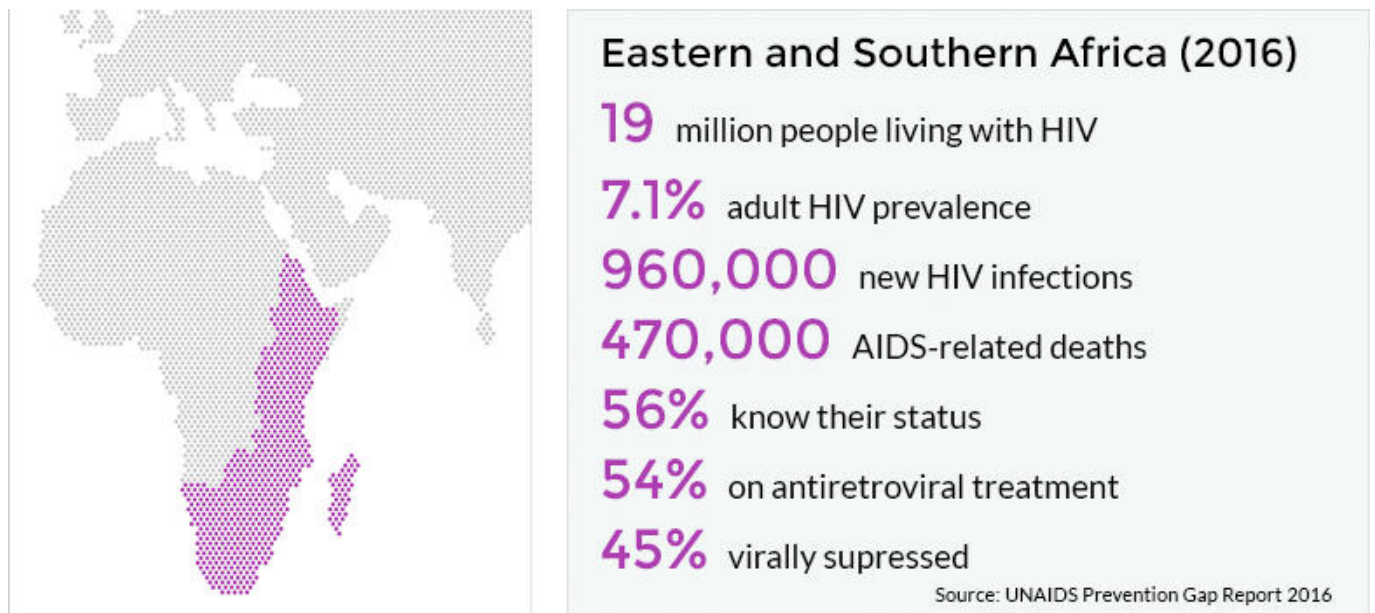 Eastern and Southern Africa (2016)
19 million people living with HIV
7.1% adult HIV prevalence
960,000 new HIV infections
470,000 AIDS-related deaths
56% know their status
54% on antiretroviral treatment
45% virally supressed
Source: UNAIDS Prevention Gap Report 2016